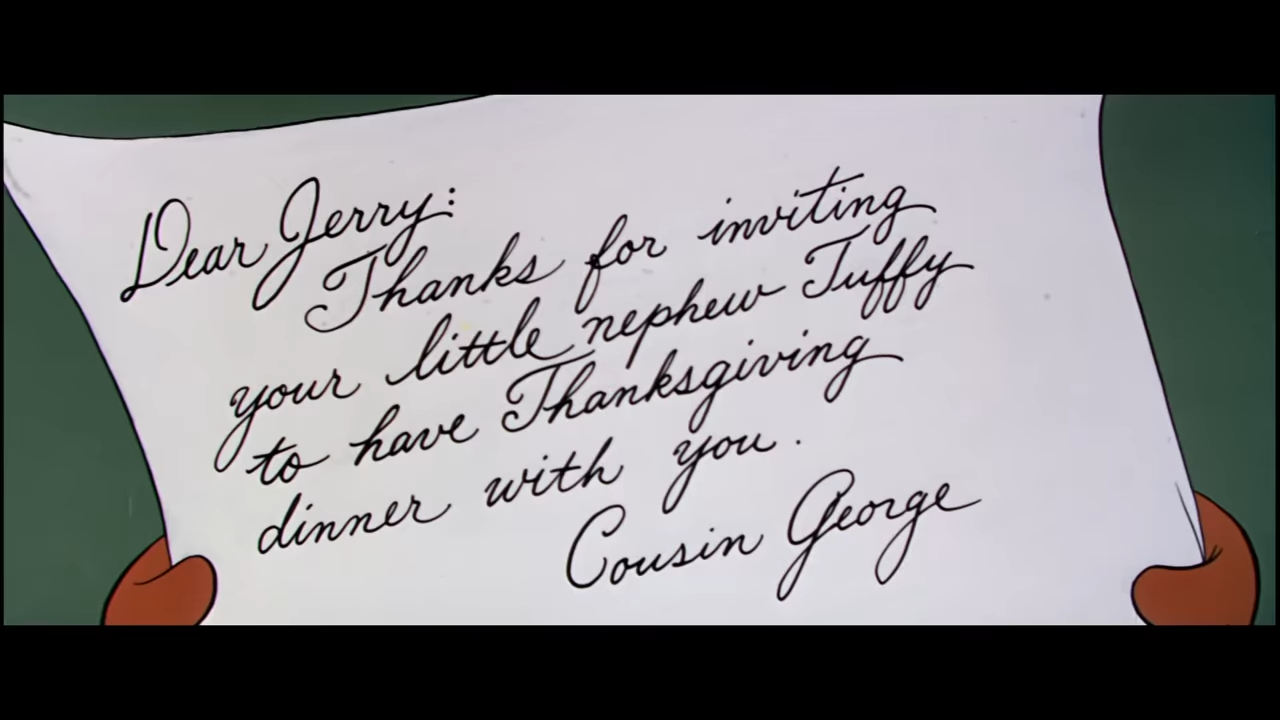 Dear Jerry:
Thanks for inviting
your little nephew Tuffy
to have Thanksgiving
dinner with you.
Cousin George